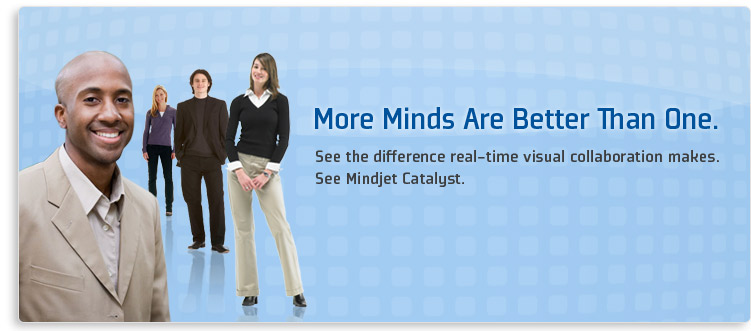 More Minds Are Better Than One.
See the difference real-time visual collaboration makes.
See Mindjet Catalyst.